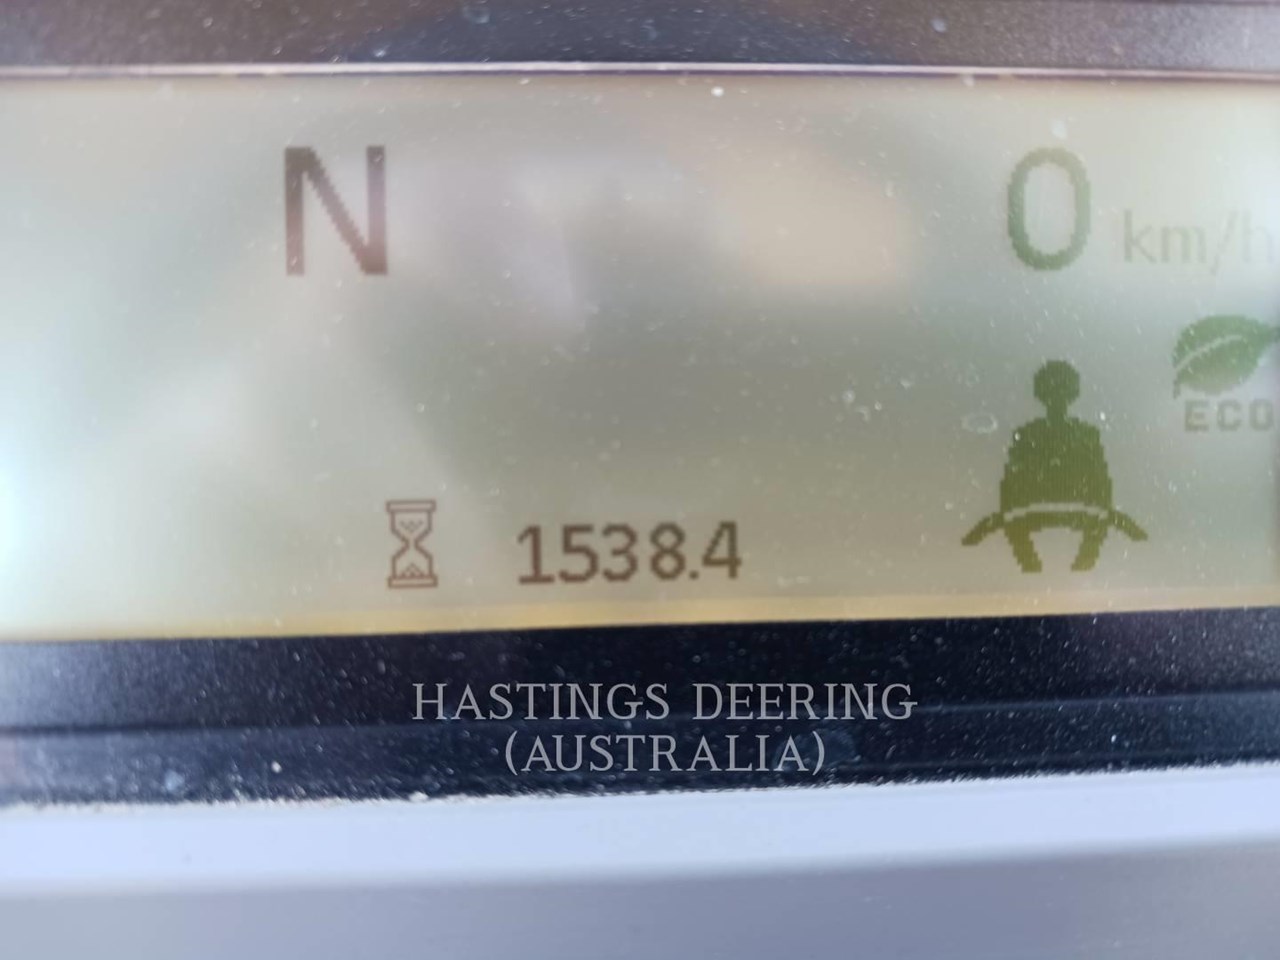 N 0 km/h
ECO
1538.4
HASTINGS DEERING
(AUSTRALIA)